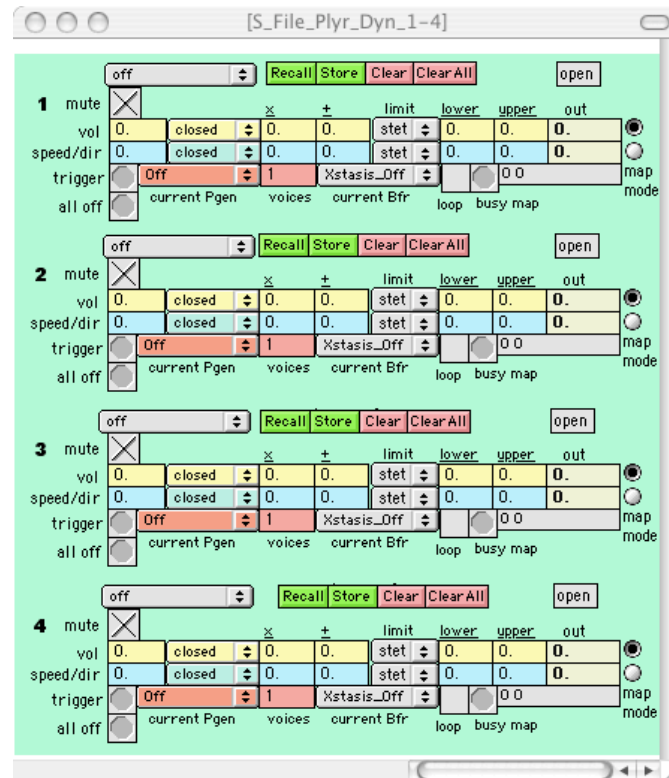 [S_File_Plyr_Dyn_1-4]
off Recall Store Clear Clear All open
1 mute x + limit lower upper out
vol 0. closed 0. 0. stet 0. 0. 0.
speed/dir 0. closed 0. 0. stet 0. 0. 0.
trigger Off 1 Xstasis_Off 0 0 map mode
all off current Pgen voices current Bfr loop busy map
off Recall Store Clear Clear All open
2 mute x + limit lower upper out
vol 0. closed 0. 0. stet 0. 0. 0.
speed/dir 0. closed 0. 0. stet 0. 0. 0.
trigger Off 1 Xstasis_Off 0 0 map mode
all off current Pgen voices current Bfr loop busy map
off Recall Store Clear Clear All open
3 mute x + limit lower upper out
vol 0. closed 0. 0. stet 0. 0. 0.
speed/dir 0. closed 0. 0. stet 0. 0. 0.
trigger Off 1 Xstasis_Off 0 0 map mode
all off current Pgen voices current Bfr loop busy map
off Recall Store Clear Clear All open
4 mute x + limit lower upper out
vol 0. closed 0. 0. stet 0. 0. 0.
speed/dir 0. closed 0. 0. stet 0. 0. 0.
trigger Off 1 Xstasis_Off 0 0 map mode
all off current Pgen voices current Bfr loop busy map